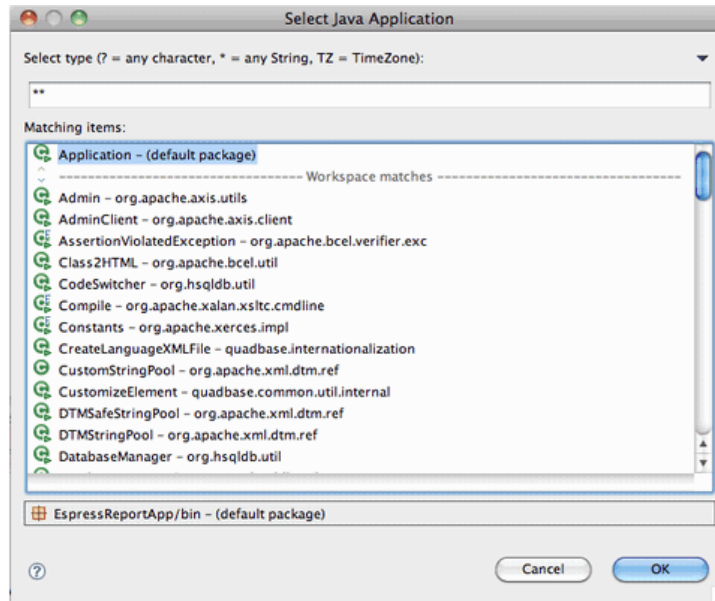 Select Java Application
Select type (? = any character, * = any String, TZ = TimeZone):
**
Matching items:
Application – (default package)
Workspace matches
Admin – org.apache.axis.utils
AdminClient – org.apache.axis.client
AssertionViolatedException – org.apache.bcel.verifier.exc
Class2HTML – org.apache.bcel.util
CodeSwitcher – org.hsqldb.util
Compile – org.apache.xalan.xsltc.cmdline
Constants – org.apache.xerces.impl
CreateLanguageXMLFile – quadbase.internationalization
CustomStringPool – org.apache.xml.dtm.ref
CustomizeElement – quadbase.common.util.internal
DTMSafeStringPool – org.apache.xml.dtm.ref
DTMStringPool – org.apache.xml.dtm.ref
DatabaseManager – org.hsqldb.util
EspressReportApp/bin – (default package)
Cancel OK